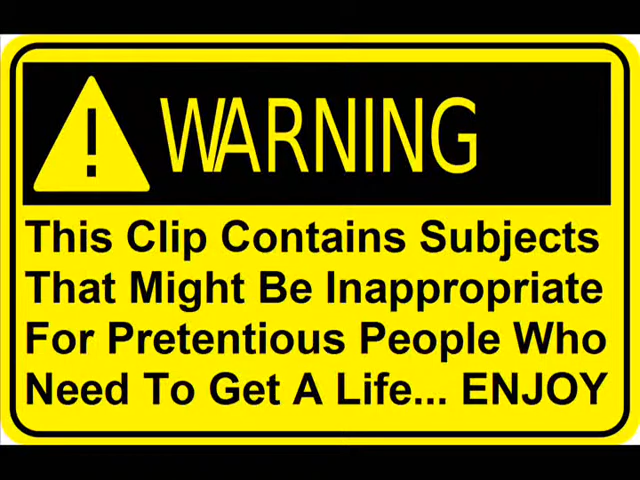 ! WARNING
This Clip Contains Subjects
That Might Be Inappropriate
For Pretentious People Who
Need To Get A Life... ENJOY